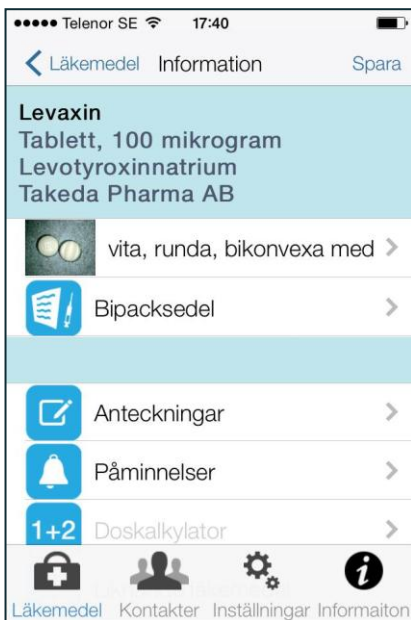 Telenor SE 17:40
Läkemedel Information Spara
Levaxin
Tablett, 100 mikrogram
Levotyroxinnatrium
Takeda Pharma AB
vita, runda, bikonvexa med
Bipacksedel
Anteckningar
Påminnelser
1+2 Doskalkylator
Läkemedel Kontakter Inställningar Informaiton